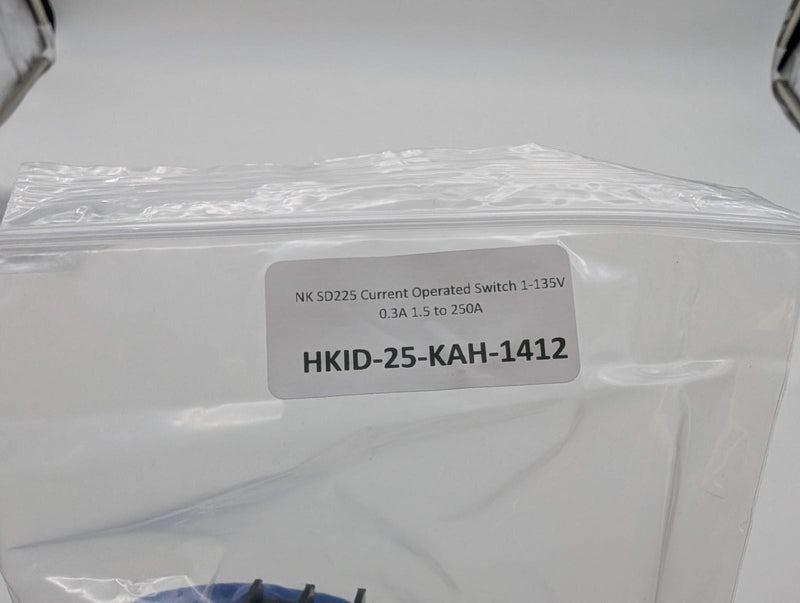 NK SD225 Current Operated Switch 1-135V
0.3A 1.5 to 250A
HKID-25-KAH-1412